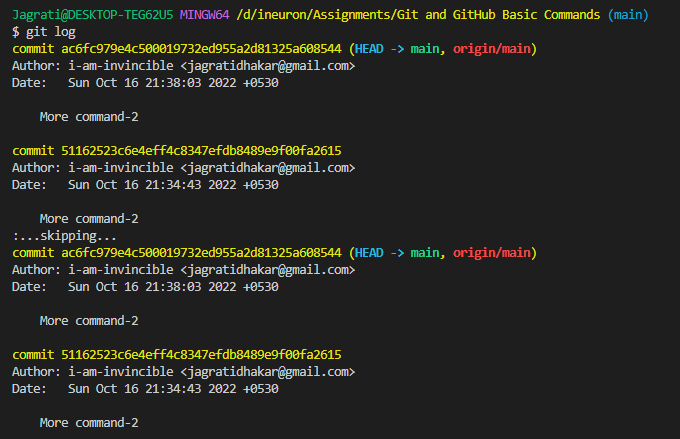 Jagrati@DESKTOP-TEG62U5 MINGW64 /d/ineuron/Assignments/Git and GitHub Basic Commands (main)
$ git log
commit ac6fc979e4c500019732ed955a2d81325a608544 (HEAD -> main, origin/main)
Author: i-am-invincible <jagratidhakar@gmail.com>
Date:   Sun Oct 16 21:38:03 2022 +0530

    More command-2

commit 51162523c6e4eff4c8347efdb8489e9f00fa2615
Author: i-am-invincible <jagratidhakar@gmail.com>
Date:   Sun Oct 16 21:34:43 2022 +0530

    More command-2
:...skipping...
commit ac6fc979e4c500019732ed955a2d81325a608544 (HEAD -> main, origin/main)
Author: i-am-invincible <jagratidhakar@gmail.com>
Date:   Sun Oct 16 21:38:03 2022 +0530

    More command-2

commit 51162523c6e4eff4c8347efdb8489e9f00fa2615
Author: i-am-invincible <jagratidhakar@gmail.com>
Date:   Sun Oct 16 21:34:43 2022 +0530

    More command-2